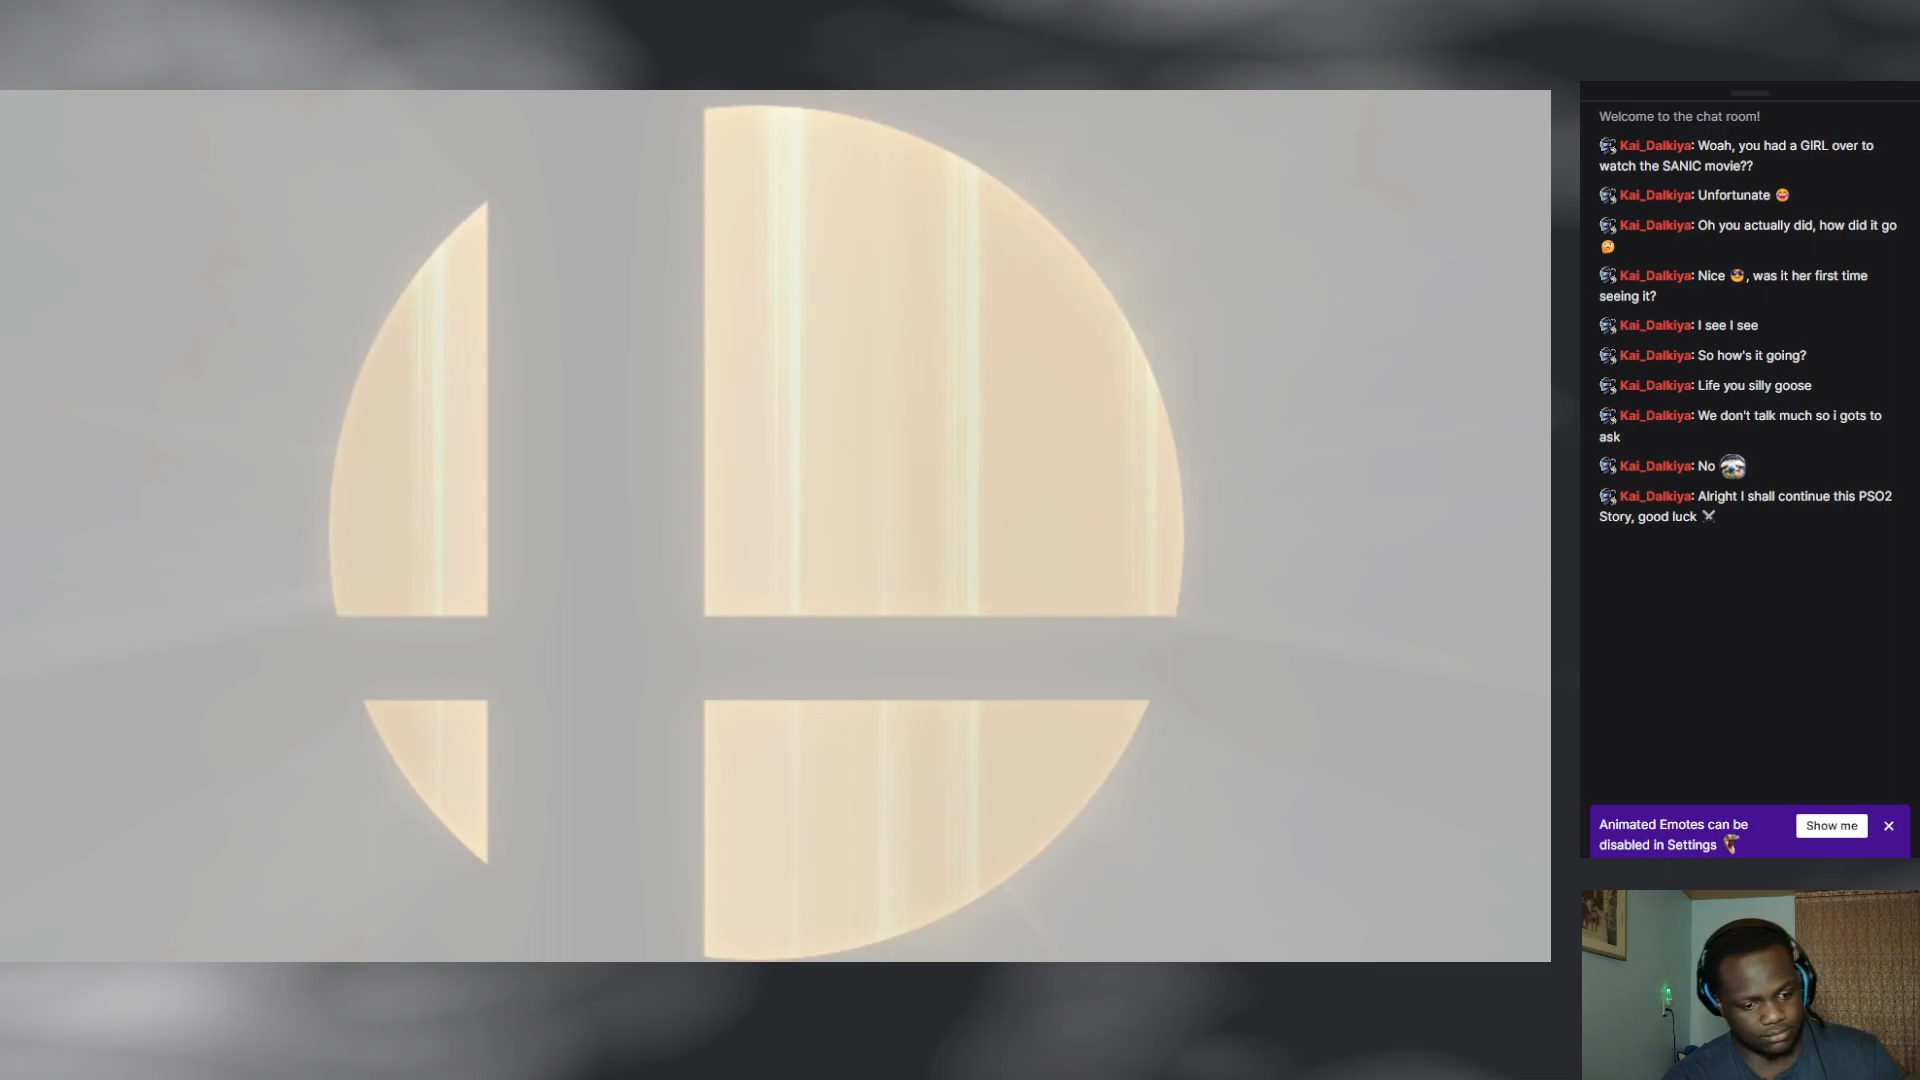 Welcome to the chat room!
Kai_Dalkiya: Woah, you had a GIRL over to
watch the SANIC movie??
Kai_Dalkiya: Unfortunate
Kai_Dalkiya: Oh you actually did, how did it go
Kai_Dalkiya: Nice , was it her first time
seeing it?
Kai_Dalkiya: I see I see
Kai_Dalkiya: So how's it going?
Kai_Dalkiya: Life you silly goose
Kai_Dalkiya: We don't talk much so i gots to
ask
Kai_Dalkiya: No
Kai_Dalkiya: Alright I shall continue this PSO2
Story, good luck
Animated Emotes can be
disabled in Settings
Show me